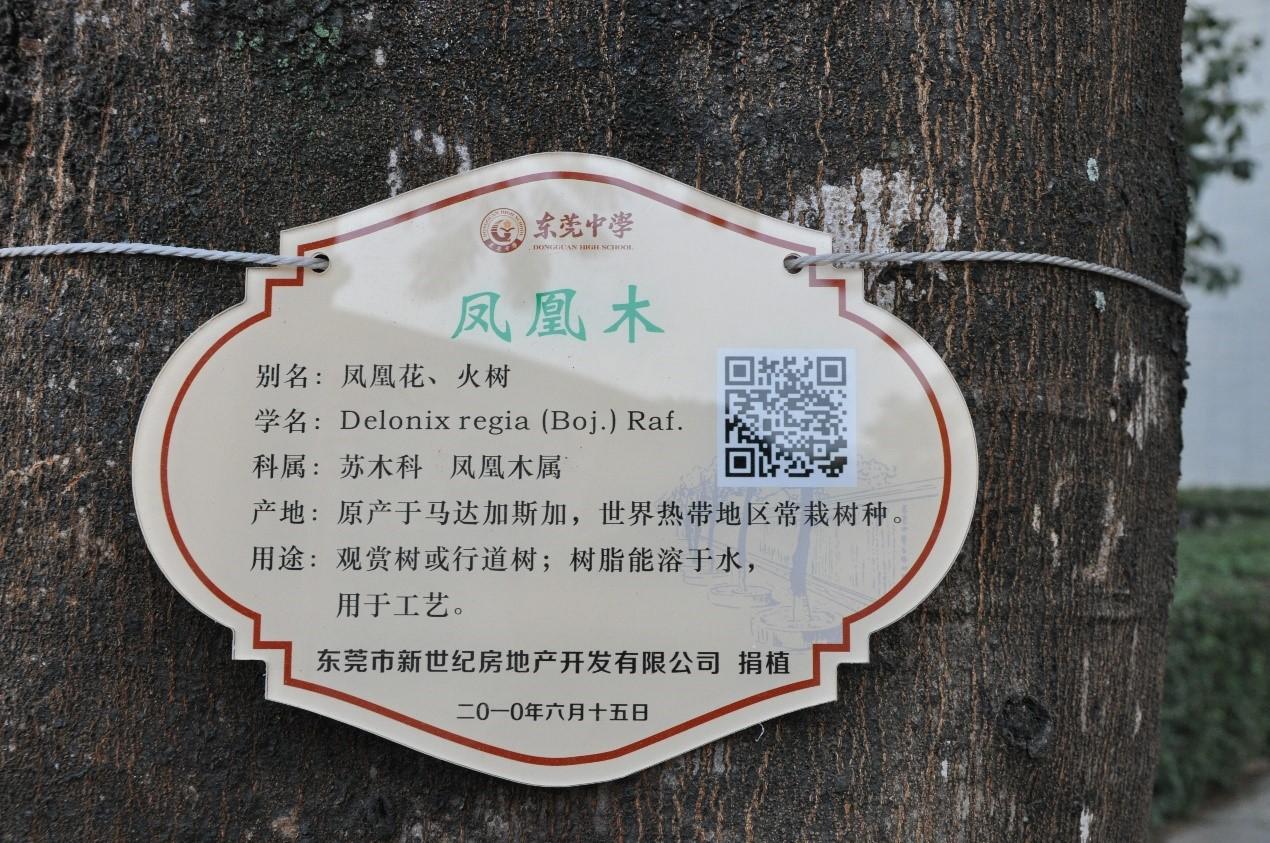 东莞中学
DONGGUAN HIGH SCHOOL
凤凰木
别名：凤凰花、火树
学名：Delonix regia (Boj.) Raf.
科属：苏木科 凤凰木属
产地：原产于马达加斯加，世界热带地区常栽树种。
用途：观赏树或行道树；树脂能溶于水，
用于工艺。
东莞市新世纪房地产开发有限公司 捐植
二0一0年六月十五日